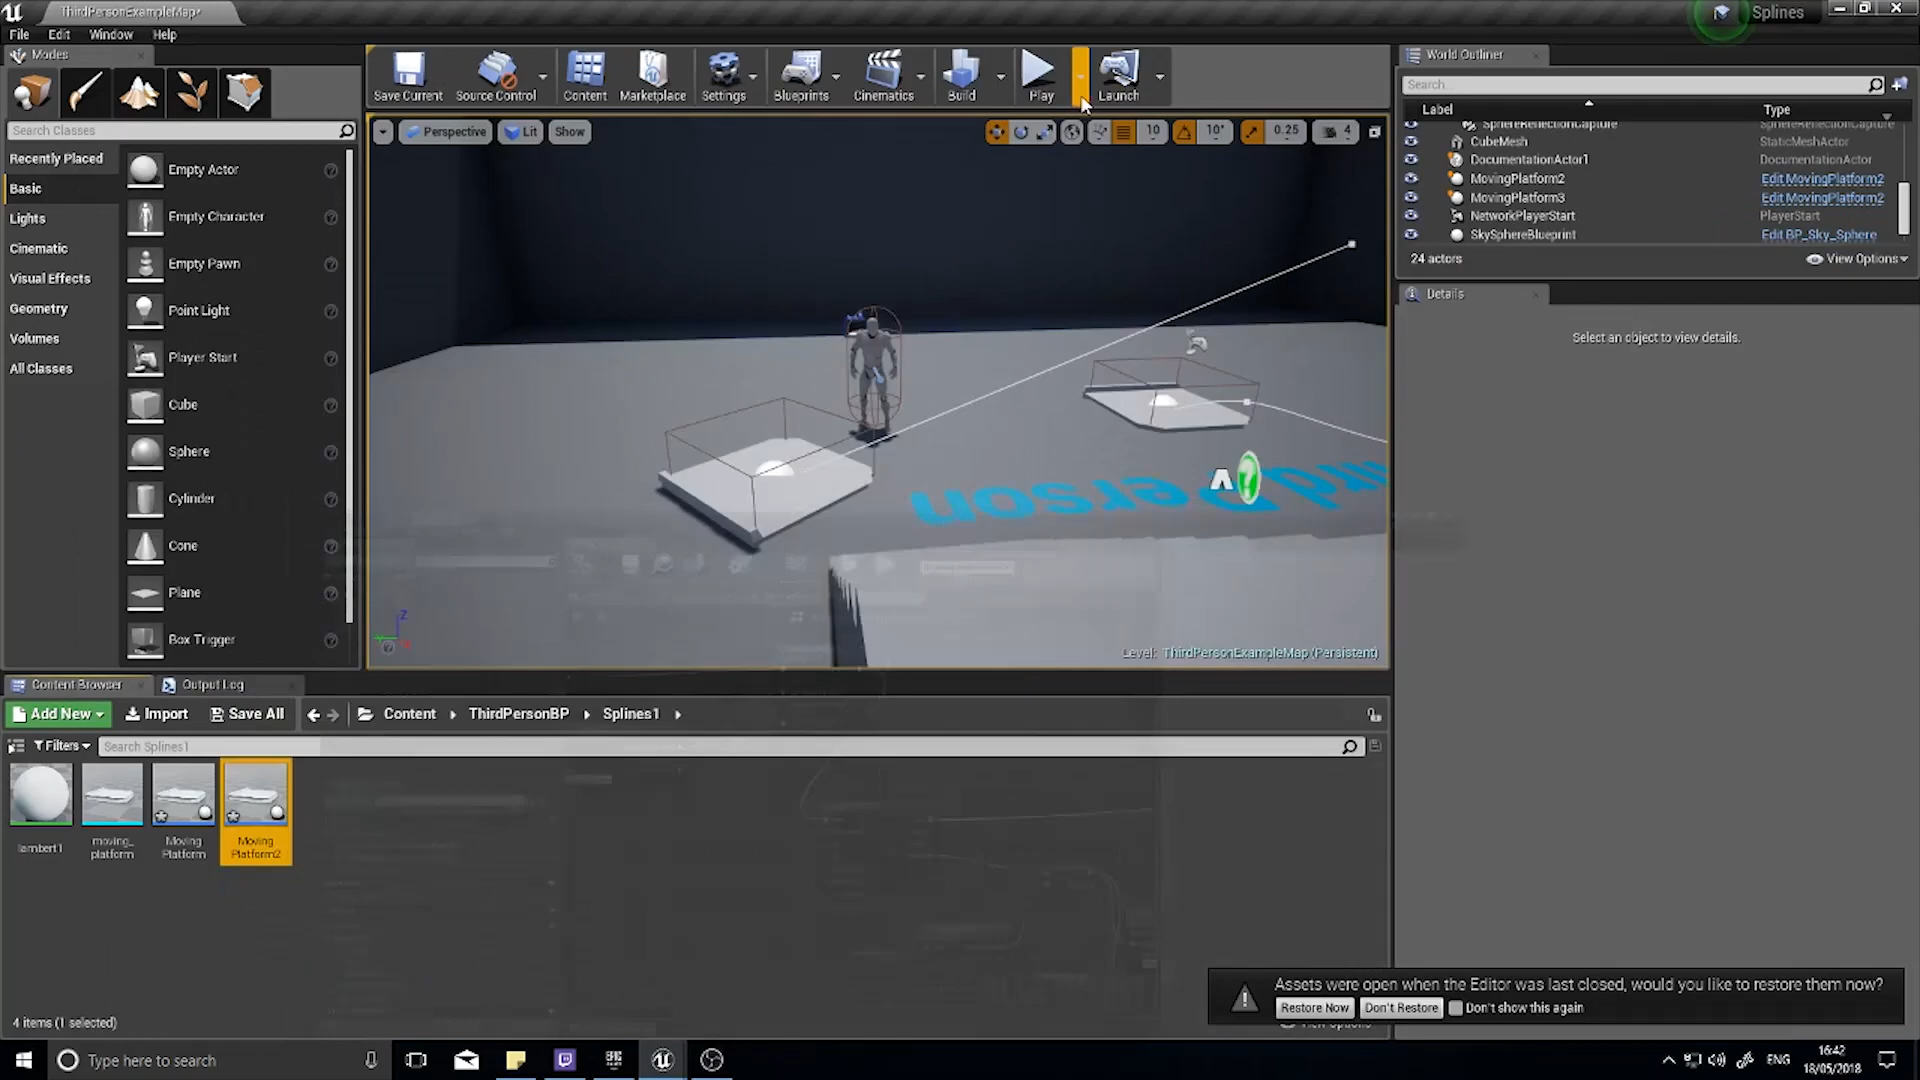 ThirdPersonExampleMap*
Splines
File Edit Window Help
Modes
Search Classes
Recently Placed
Basic
Lights
Cinematic
Visual Effects
Geometry
Volumes
All Classes
Empty Actor
Empty Character
Empty Pawn
Point Light
Player Start
Cube
Sphere
Cylinder
Cone
Plane
Box Trigger
Save Current
Source Control
Content
Marketplace
Settings
Blueprints
Cinematics
Build
Play
Launch
Perspective
Lit
Show
10
10°
0.25
4
Person
Level: ThirdPersonExampleMap (Persistent)
World Outliner
Search...
Label Type
SphereReflectionCapture SphereReflectionCapture
CubeMesh StaticMeshActor
DocumentationActor1 DocumentationActor
MovingPlatform2 Edit MovingPlatform2
MovingPlatform3 Edit MovingPlatform2
NetworkPlayerStart PlayerStart
SkySphereBlueprint Edit BP_Sky_Sphere
24 actors
View Options
Details
Select an object to view details.
Content Browser
Output Log
Add New
Import
Save All
Content
ThirdPersonBP
Splines1
Filters
Search Splines1
lambert1
moving_
platform
Moving
Platform
Moving
Platform2
4 items (1 selected)
View Options
Assets were open when the Editor was last closed, would you like to restore them now?
Restore Now
Don't Restore
Don't show this again
Type here to search
ENG
16:42
18/05/2018